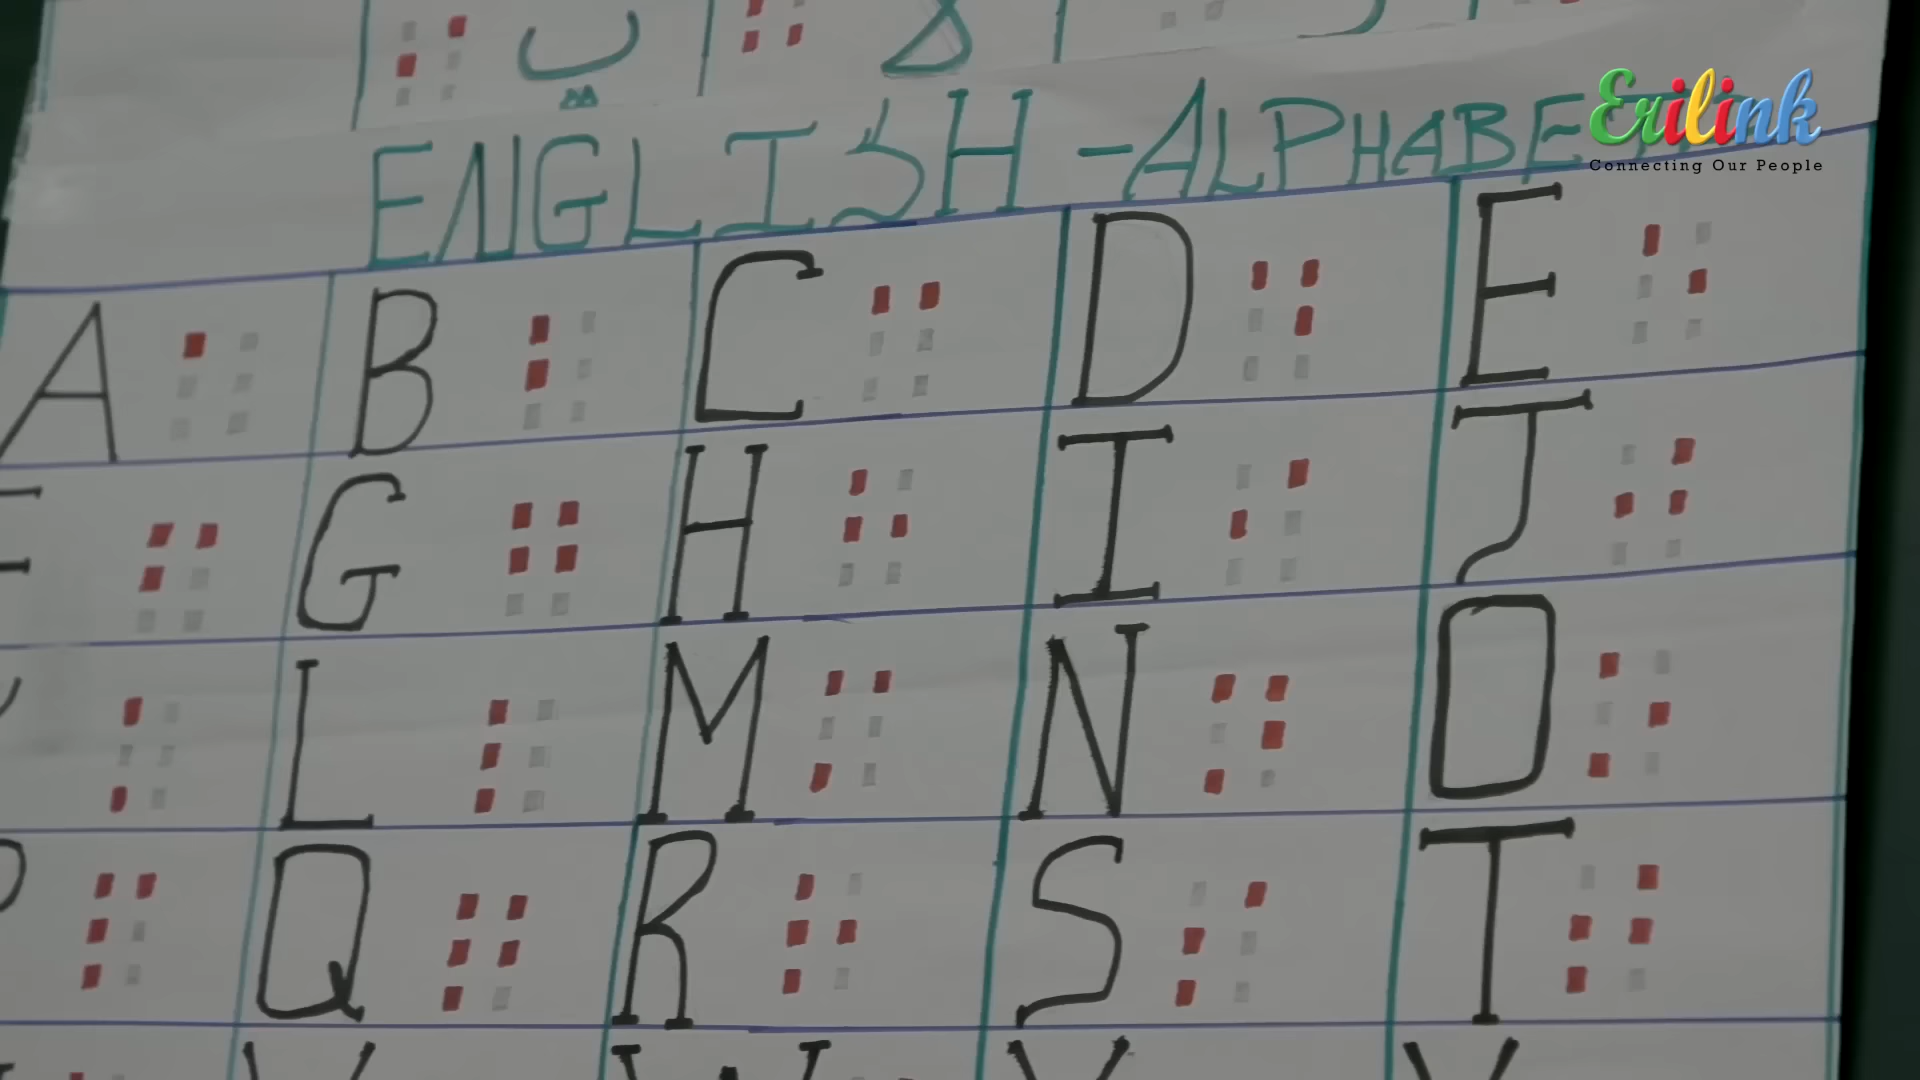 ENGLISH - ALPHABE
Erilink
Connecting Our People
A B C D E
F G H I J
L M N O
P Q R S T